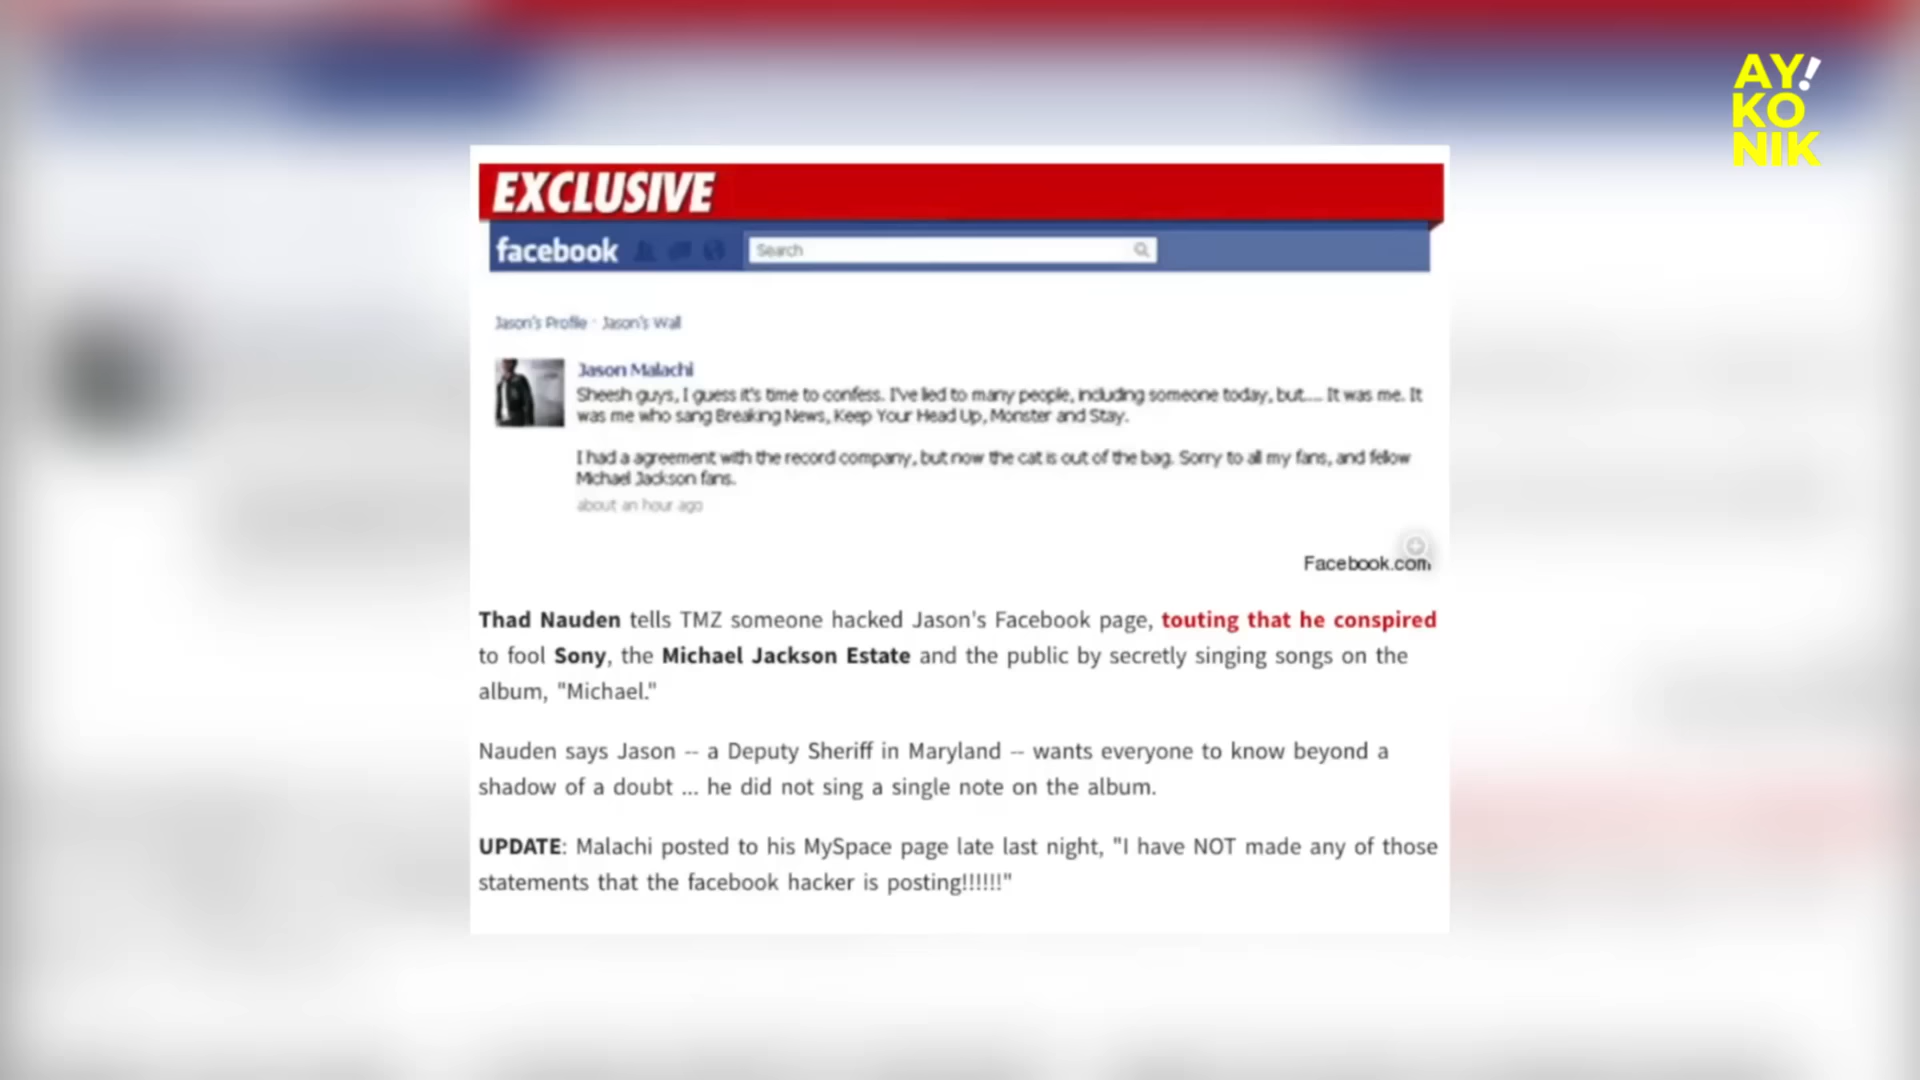 AY!
KO
NIK
EXCLUSIVE
facebook Search
Jason's Profile · Jason's Wall
Jason Malachi
Sheesh guys, I guess it's time to confess. I've lied to many people, including someone today, but.... It was me. It
was me who sang Breaking News, Keep Your Head Up, Monster and Stay.
I had a agreement with the record company, but now the cat is out of the bag. Sorry to all my fans, and fellow
Michael Jackson fans.
about an hour ago
Facebook.com
Thad Nauden tells TMZ someone hacked Jason's Facebook page, touting that he conspired
to fool Sony, the Michael Jackson Estate and the public by secretly singing songs on the
album, "Michael."
Nauden says Jason -- a Deputy Sheriff in Maryland -- wants everyone to know beyond a
shadow of a doubt ... he did not sing a single note on the album.
UPDATE: Malachi posted to his MySpace page late last night, "I have NOT made any of those
statements that the facebook hacker is posting!!!!!!"